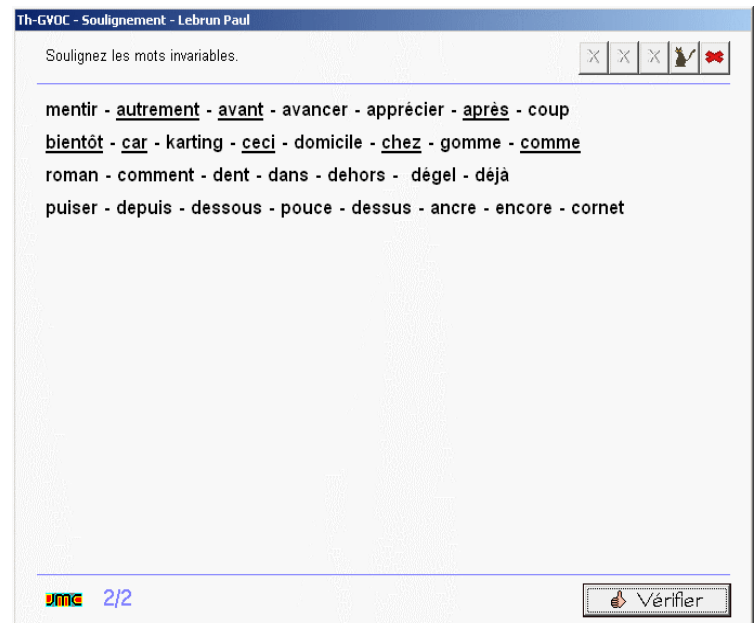 Th-GVOC - Soulignement - Lebrun Paul
Soulignez les mots invariables.
mentir - autrement - avant - avancer - apprécier - après - coup
bientôt - car - karting - ceci - domicile - chez - gomme - comme
roman - comment - dent - dans - dehors - dégel - déjà
puiser - depuis - dessous - pouce - dessus - ancre - encore - cornet
JMC 2/2
Vérifier